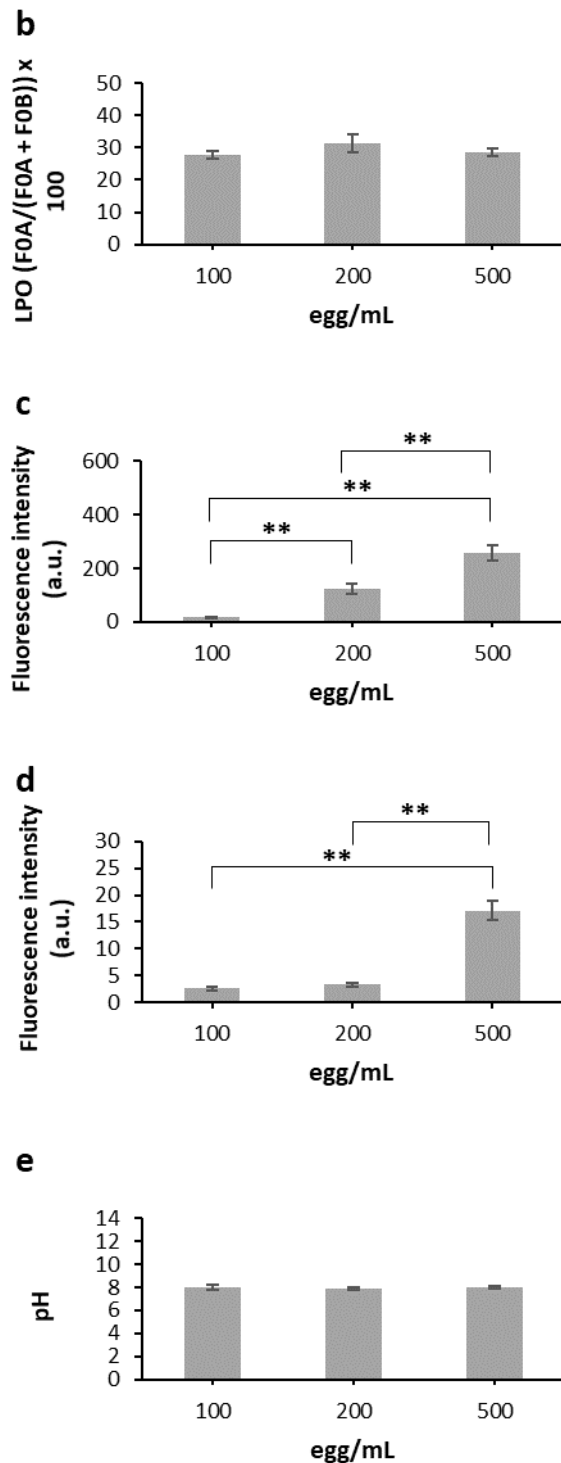 b
LPO (F0A/(F0A + F0B)) x
100
50
40
30
20
10
0
100 200 500
egg/mL
c
Fluorescence intensity
(a.u.)
**
**
**
600
400
200
0
100 200 500
egg/mL
d
Fluorescence intensity
(a.u.)
**
**
30
25
20
15
10
5
0
100 200 500
egg/mL
e
pH
14
12
10
8
6
4
2
0
100 200 500
egg/mL